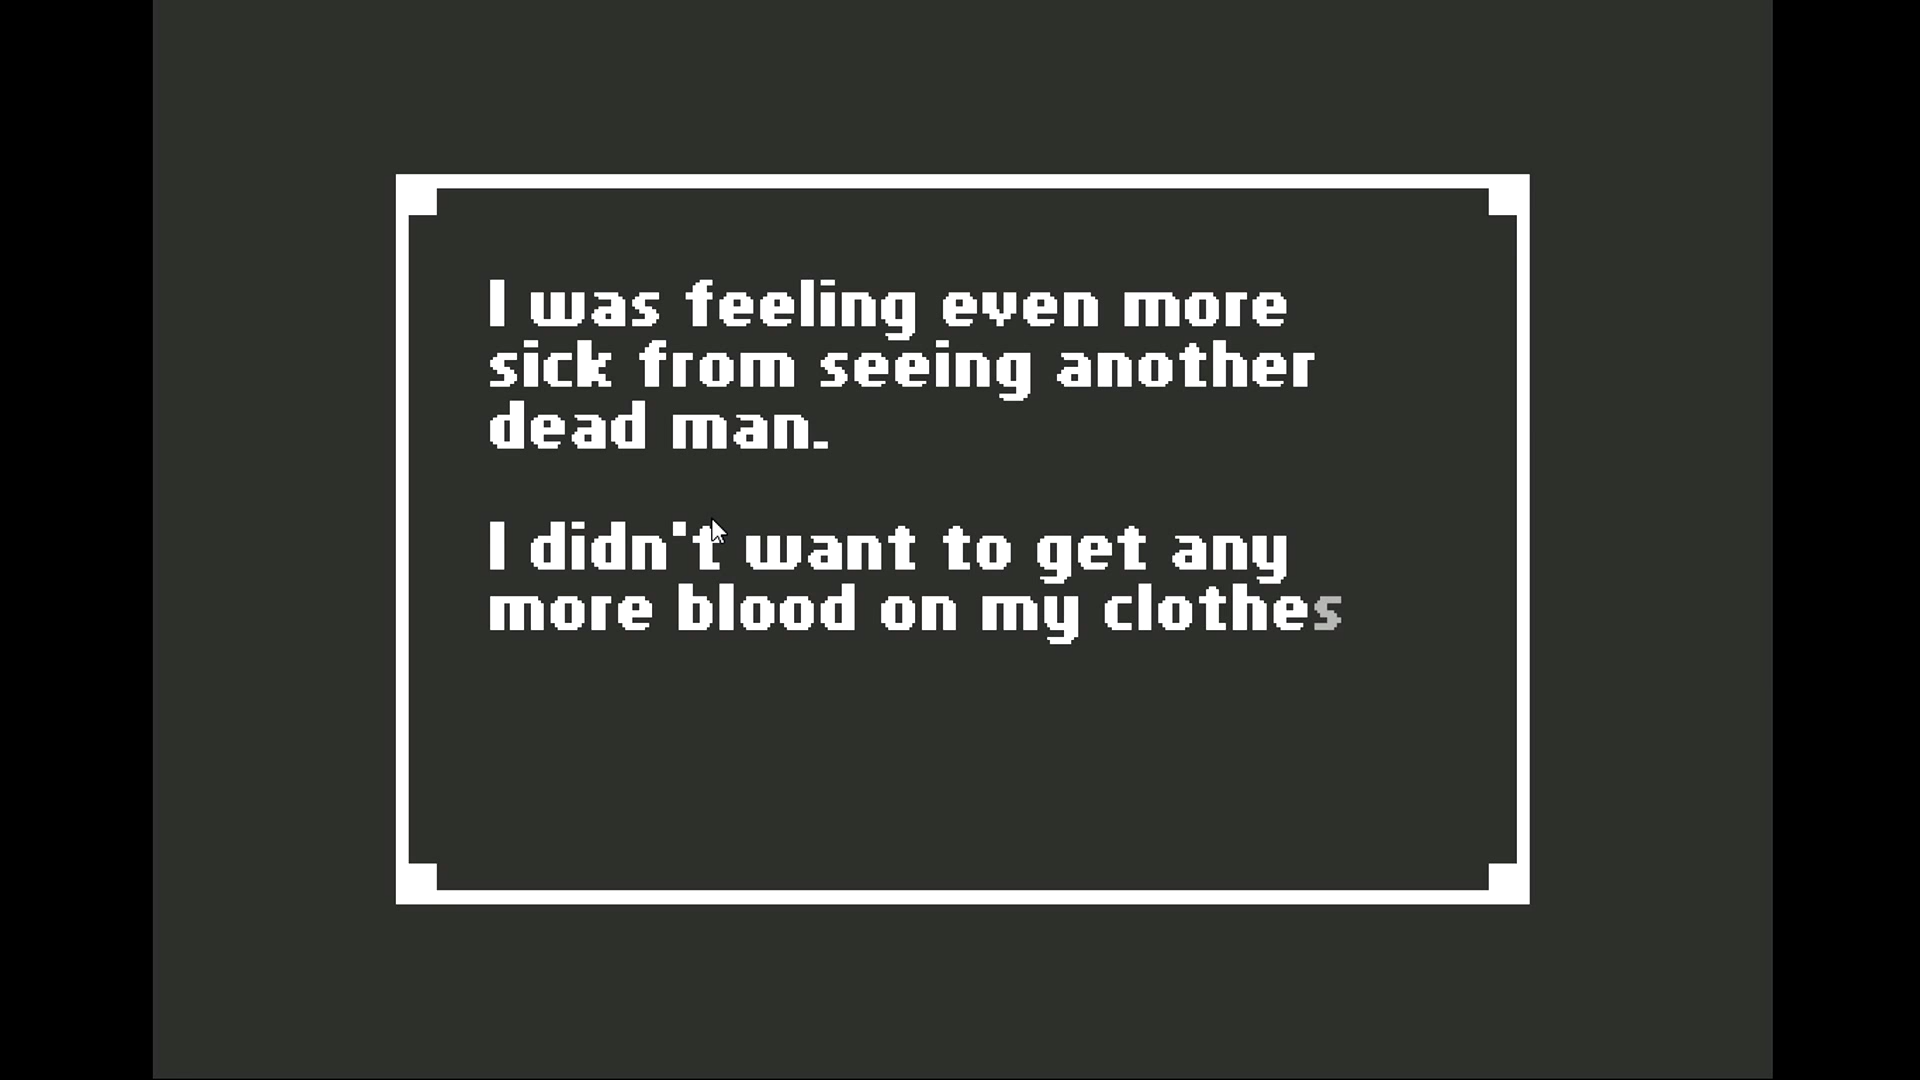 I was feeling even more
sick from seeing another
dead man.
I didn't want to get any
more blood on my clothes